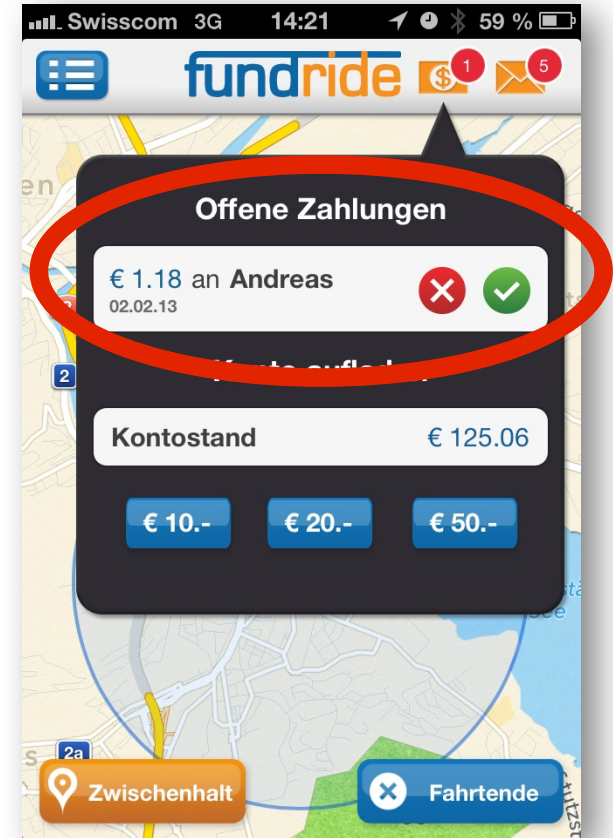 Swisscom 3G 14:21 59 %
fundride $ 1 5
Offene Zahlungen
€ 1.18 an Andreas
02.02.13
2
Kontostand € 125.06
€ 10.- € 20.- € 50.-
2a
Zwischenhalt Fahrtende